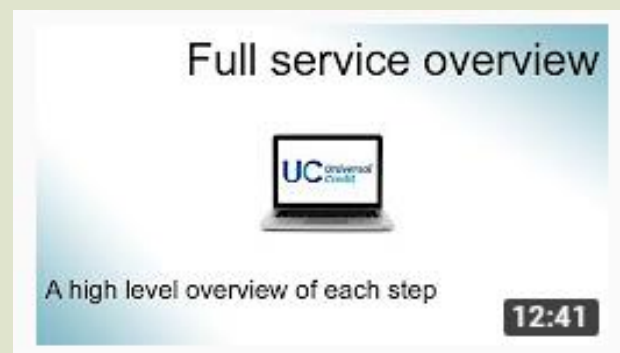 Full service overview
UC Universal
Credit
A high level overview of each step
12:41